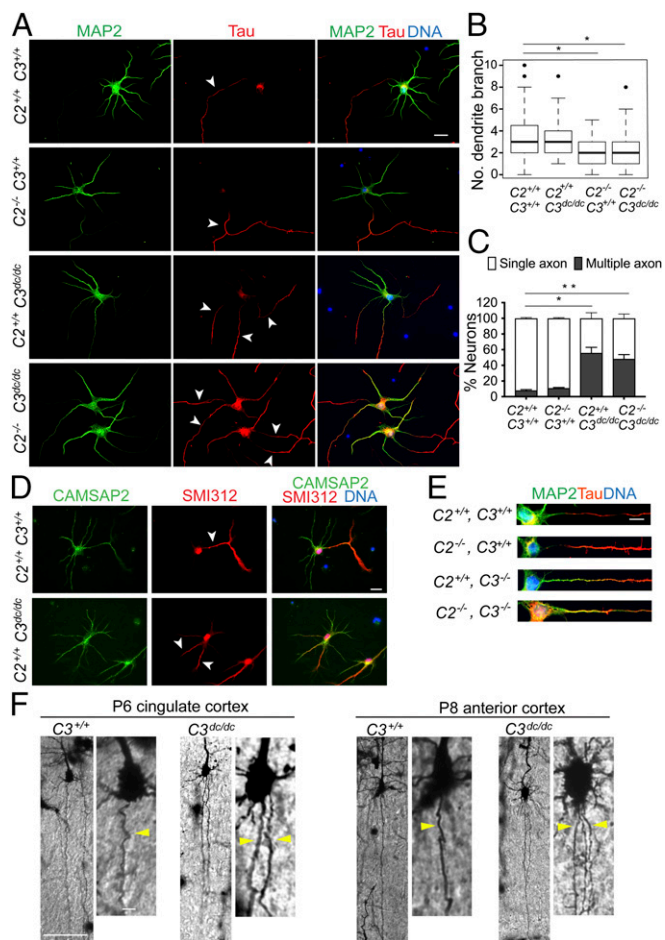 A
MAP2 Tau MAP2 Tau DNA
C2+/+ C3+/+
C2-/- C3+/+
C2+/+ C3dc/dc
C2-/- C3dc/dc
B
No. dendrite branch
10
8
6
4
2
0
* *
C2+/+ C2+/+ C2-/- C2-/-
C3+/+ C3dc/dc C3+/+ C3dc/dc
C
Single axon Multiple axon
% Neurons
120
100
80
60
40
20
0
* *
*
C2+/+ C2-/- C2+/+ C2-/-
C3+/+ C3+/+ C3dc/dc C3dc/dc
D
CAMSAP2 SMI312 CAMSAP2
SMI312 DNA
C2+/+ C3+/+
C2+/+ C3dc/dc
E
MAP2TauDNA
C2+/+, C3+/+
C2-/-, C3+/+
C2+/+, C3-/-
C2-/-, C3-/-
F
P6 cingulate cortex P8 anterior cortex
C3+/+ C3dc/dc C3+/+ C3dc/dc